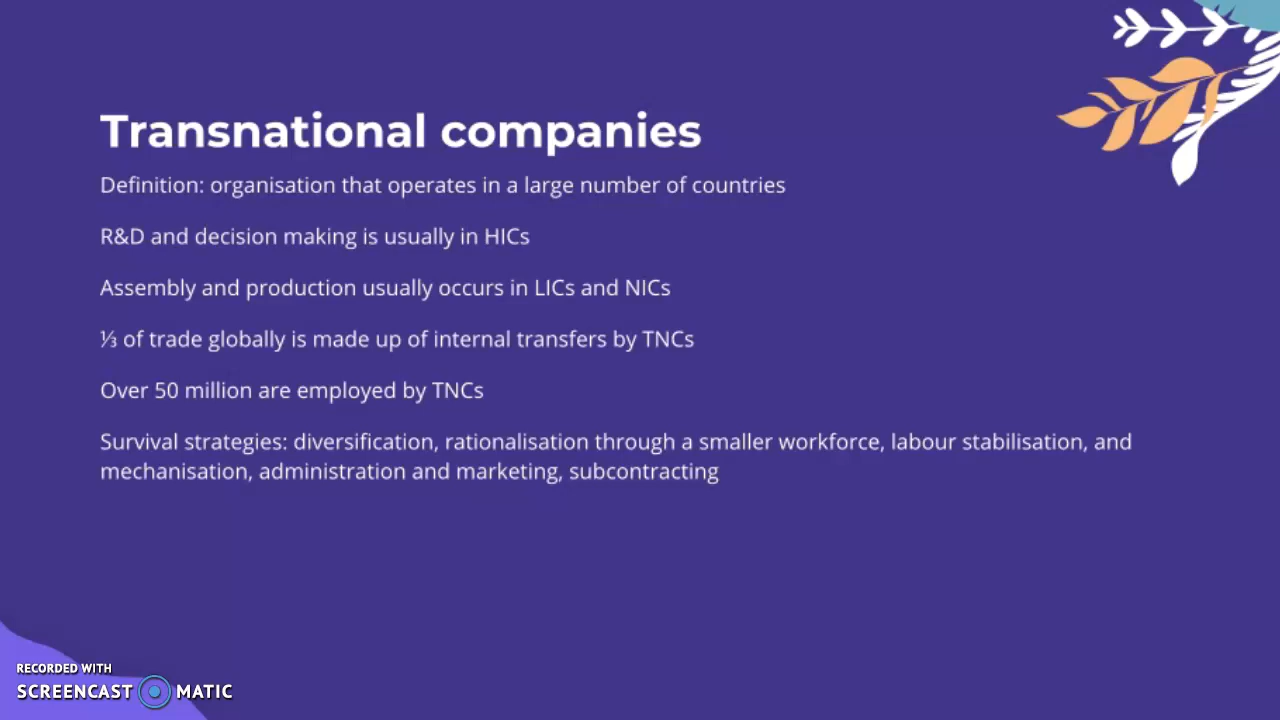 Transnational companies
Definition: organisation that operates in a large number of countries
R&D and decision making is usually in HICs
Assembly and production usually occurs in LICs and NICs
⅓ of trade globally is made up of internal transfers by TNCs
Over 50 million are employed by TNCs
Survival strategies: diversification, rationalisation through a smaller workforce, labour stabilisation, and
mechanisation, administration and marketing, subcontracting
RECORDED WITH
SCREENCAST MATIC